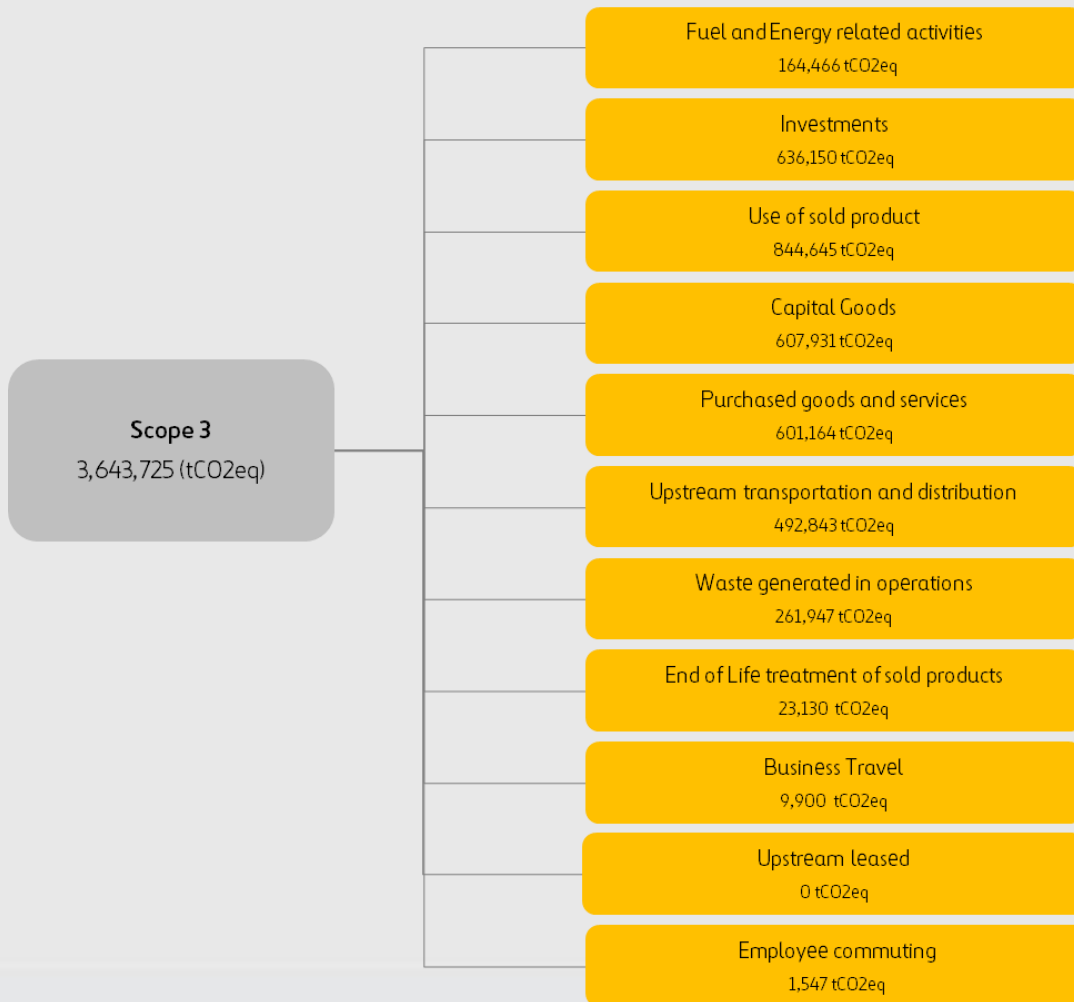 Fuel and Energy related activities
164,466 tCO2eq
Investments
636,150 tCO2eq
Use of sold product
844,645 tCO2eq
Capital Goods
607,931 tCO2eq
Purchased goods and services
601,164 tCO2eq
Scope 3
3,643,725 (tCO2eq)
Upstream transportation and distribution
492,843 tCO2eq
Waste generated in operations
261,947 tCO2eq
End of Life treatment of sold products
23,130 tCO2eq
Business Travel
9,900 tCO2eq
Upstream leased
0 tCO2eq
Employee commuting
1,547 tCO2eq